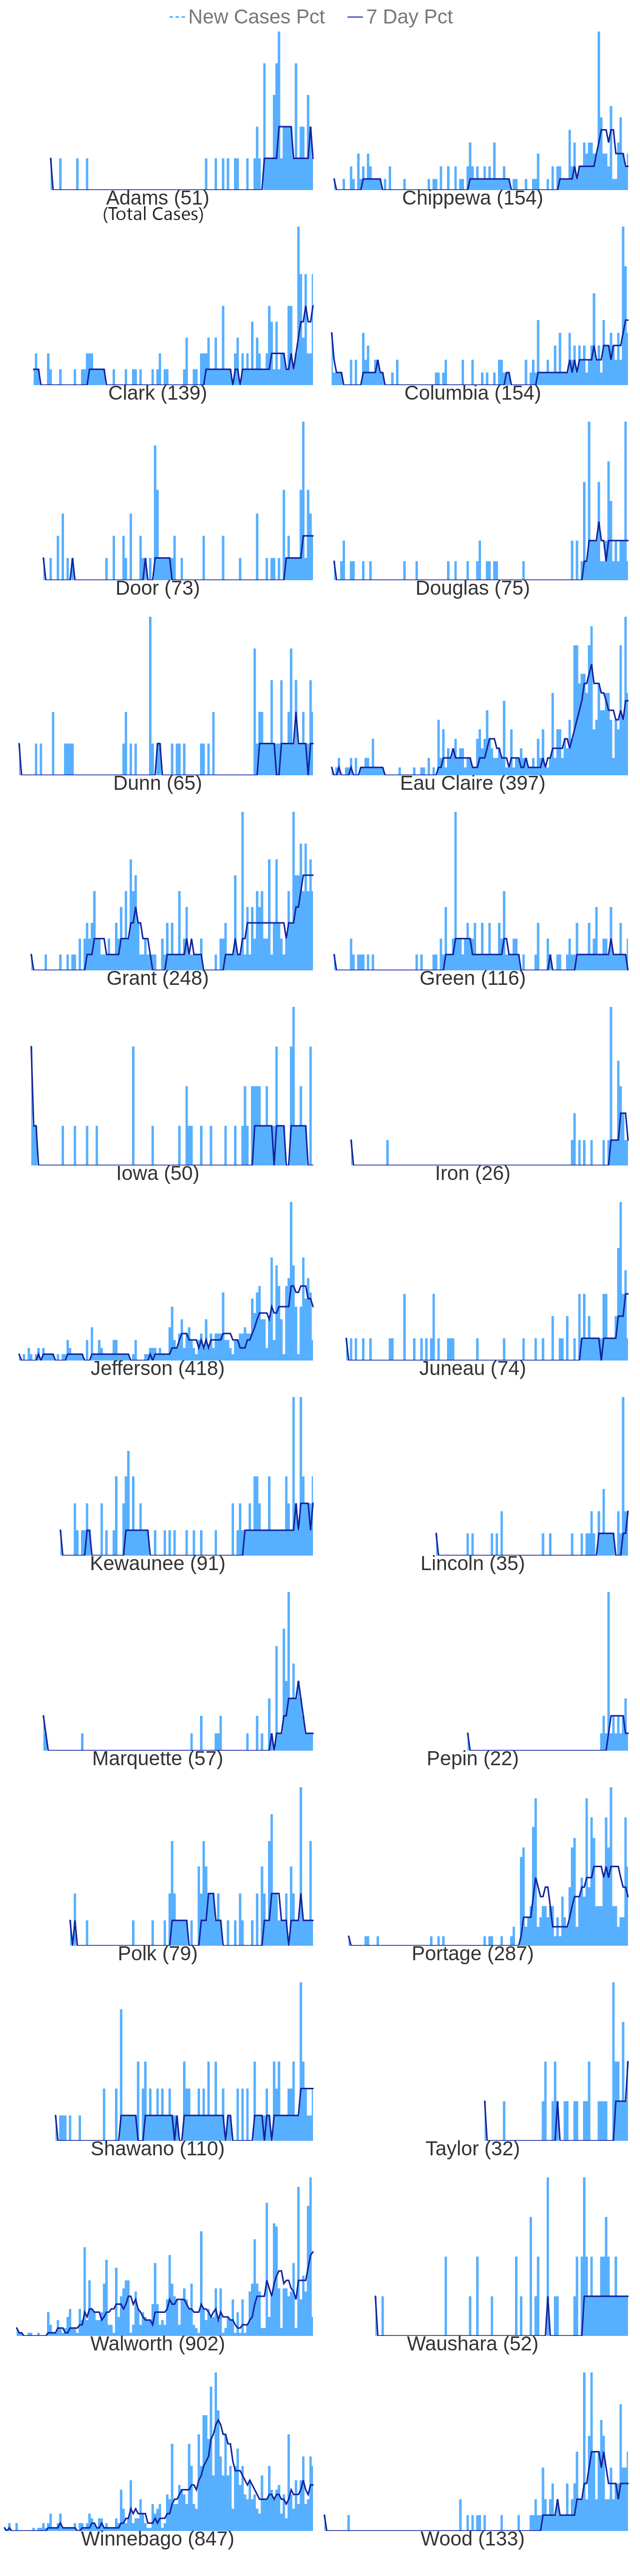 New Cases Pct 7 Day Pct
Adams (51) Chippewa (154)
(Total Cases)
Clark (139) Columbia (154)
Door (73) Douglas (75)
Dunn (65) Eau Claire (397)
Grant (248) Green (116)
Iowa (50) Iron (26)
Jefferson (418) Juneau (74)
Kewaunee (91) Lincoln (35)
Marquette (57) Pepin (22)
Polk (79) Portage (287)
Shawano (110) Taylor (32)
Walworth (902) Waushara (52)
Winnebago (847) Wood (133)